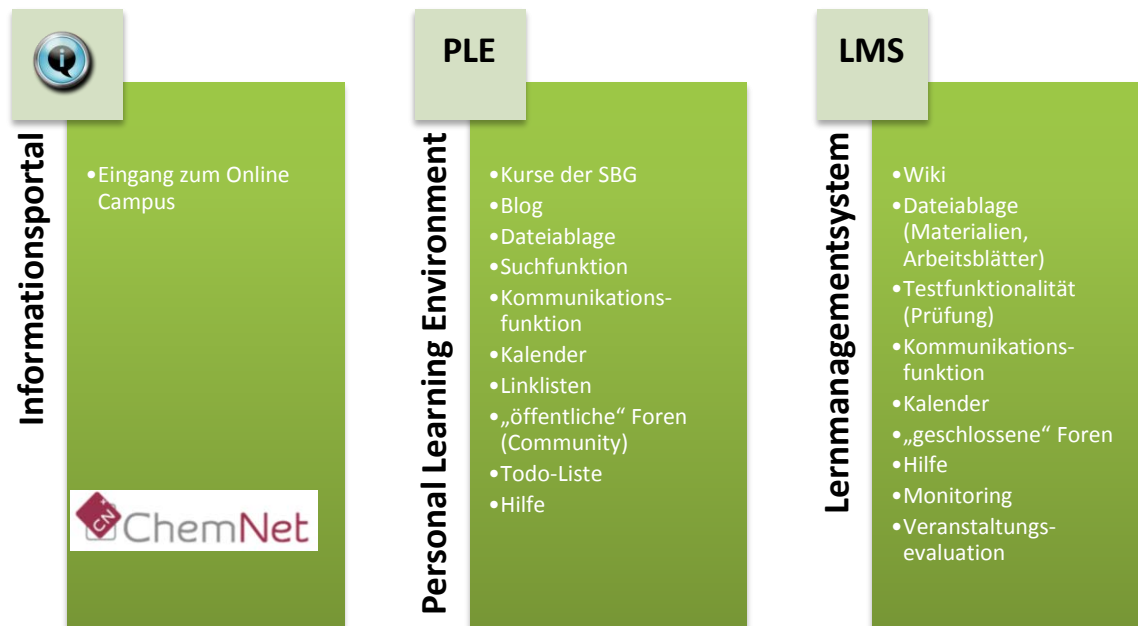 Informationsportal
•Eingang zum Online
Campus
CN
ChemNet
PLE
Personal Learning Environment
•Kurse der SBG
•Blog
•Dateiablage
•Suchfunktion
•Kommunikations-
funktion
•Kalender
•Linklisten
•„öffentliche“ Foren
(Community)
•Todo-Liste
•Hilfe
LMS
Lernmanagementsystem
•Wiki
•Dateiablage
(Materialien,
Arbeitsblätter)
•Testfunktionalität
(Prüfung)
•Kommunikations-
funktion
•Kalender
•„geschlossene“ Foren
•Hilfe
•Monitoring
•Veranstaltungs-
evaluation